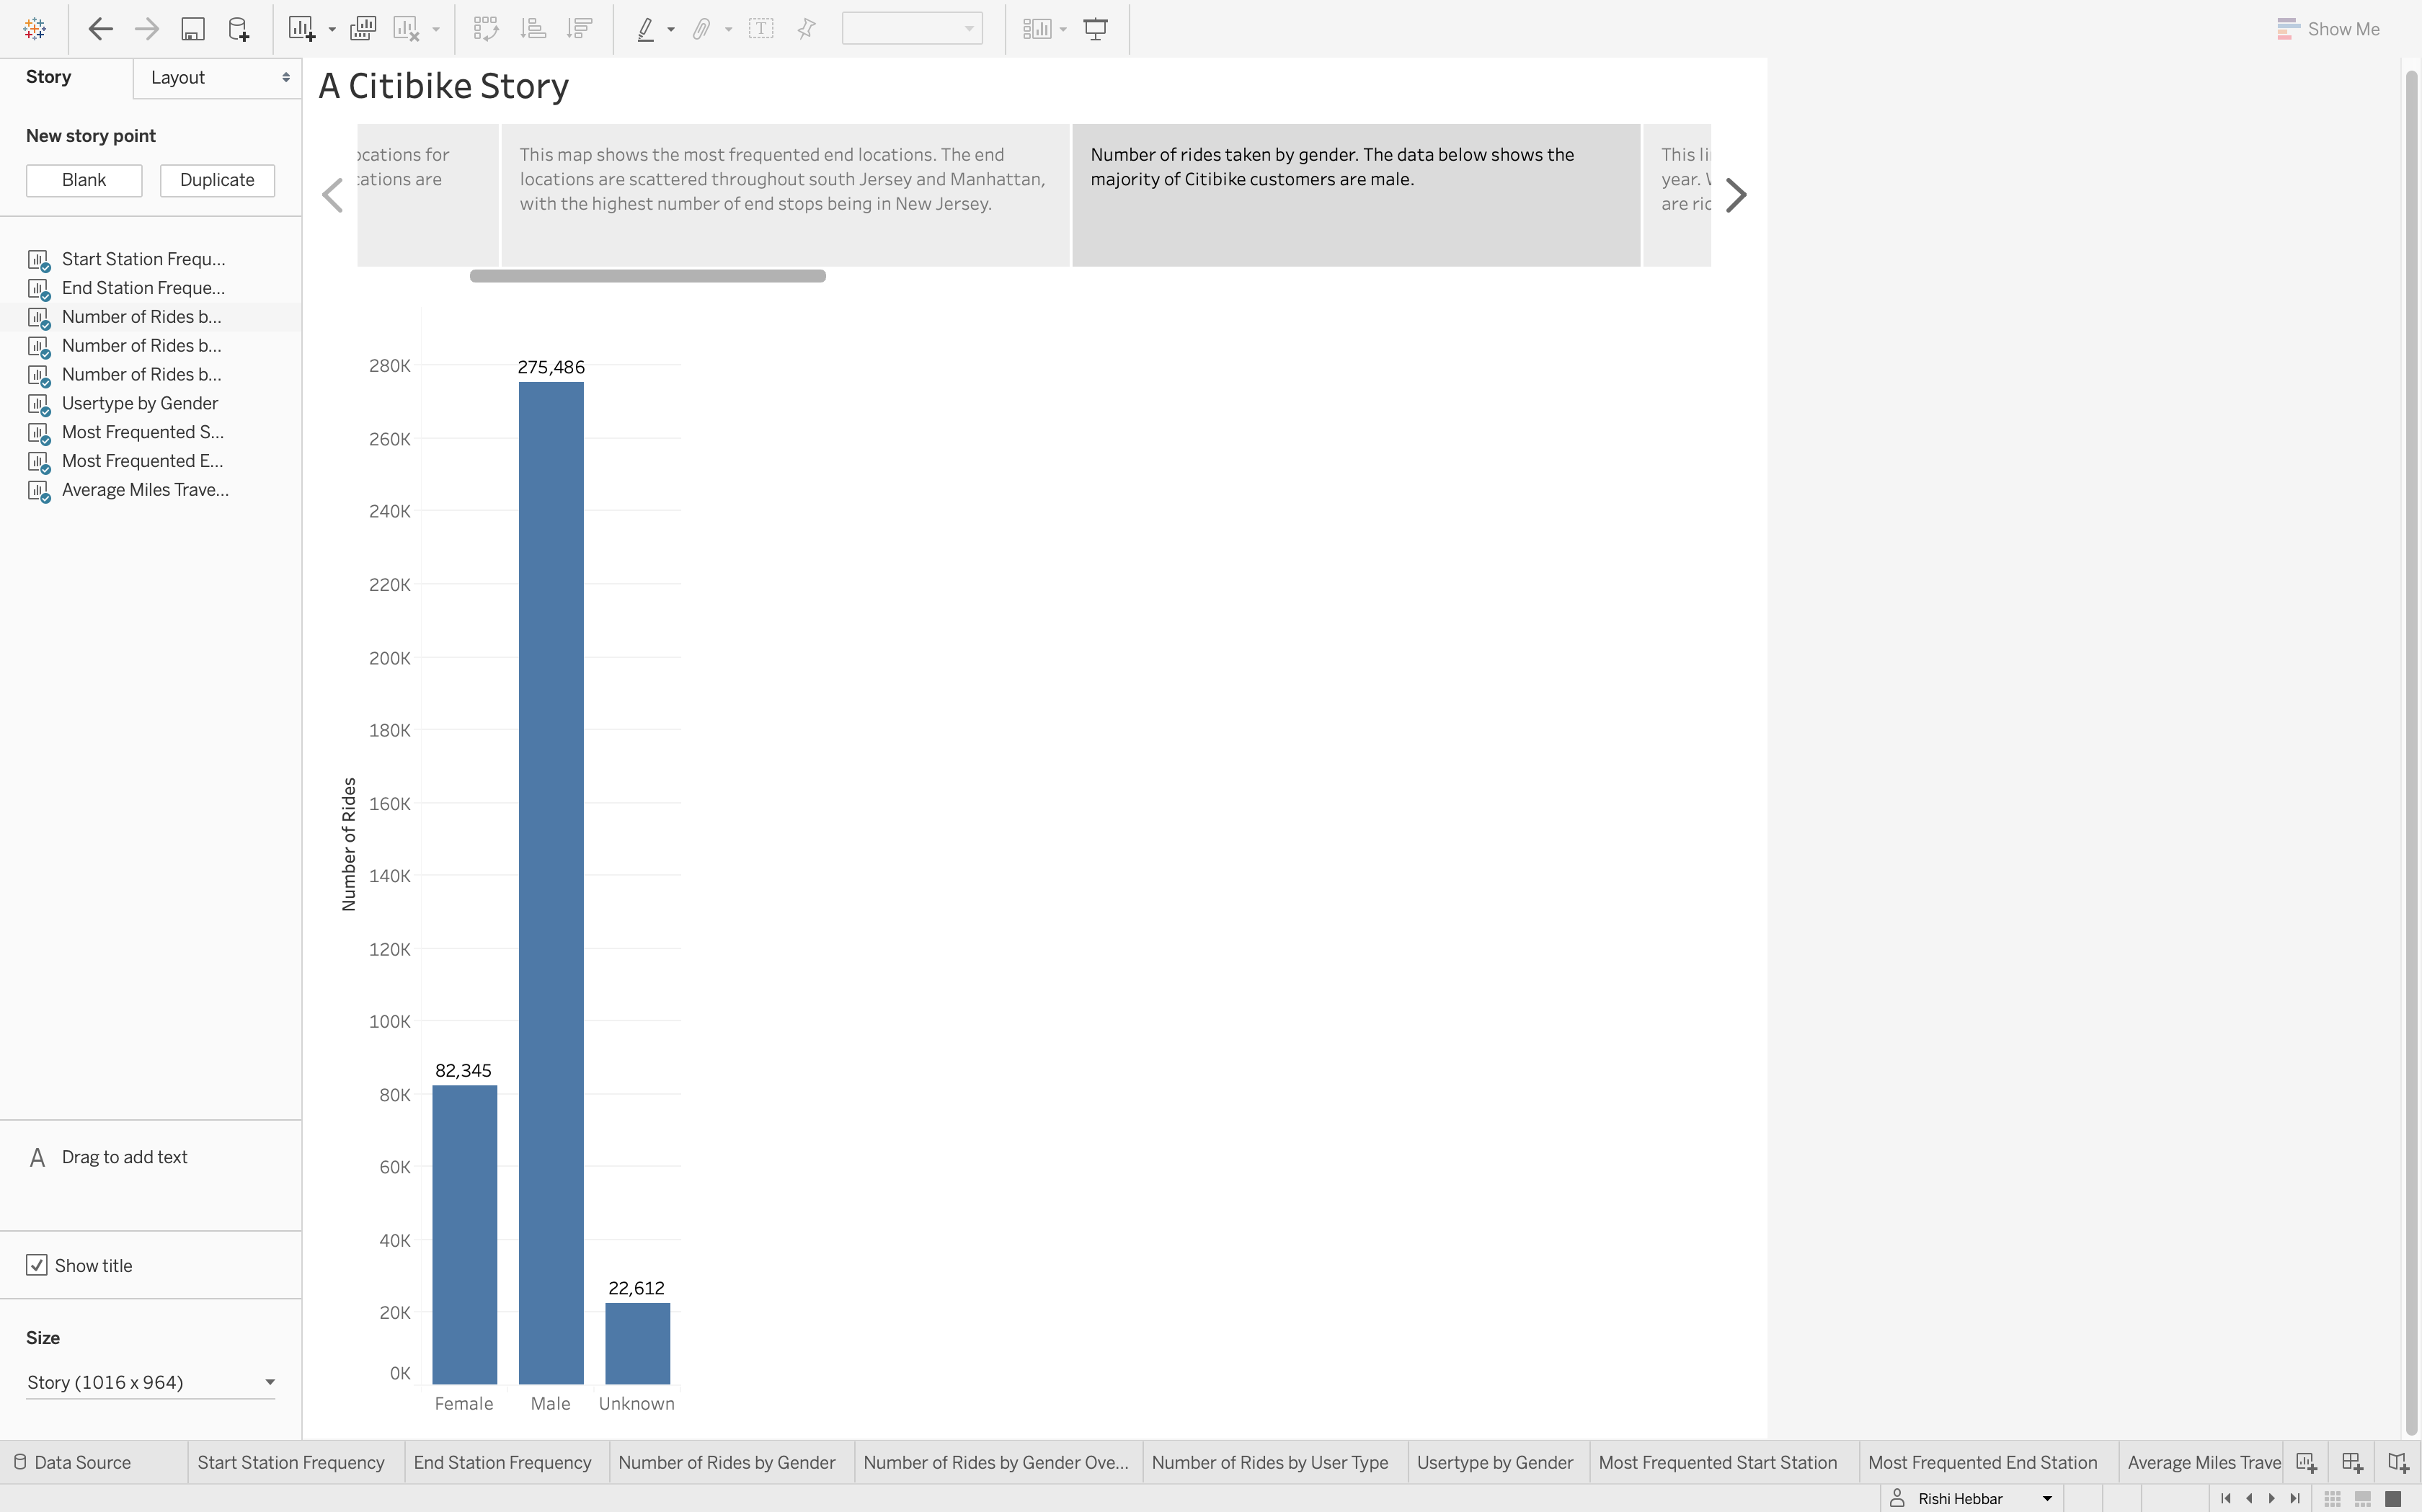 Show Me
Story
Layout
A Citibike Story
New story point
Blank
Duplicate
ocations for
cations are
This map shows the most frequented end locations. The end
locations are scattered throughout south Jersey and Manhattan,
with the highest number of end stops being in New Jersey.
Number of rides taken by gender. The data below shows the
majority of Citibike customers are male.
This li
year. W
are ric
Start Station Frequ...
End Station Freque...
Number of Rides b...
Number of Rides b...
Number of Rides b...
Usertype by Gender
Most Frequented S...
Most Frequented E...
Average Miles Trave...
Number of Rides
280K
260K
240K
220K
200K
180K
160K
140K
120K
100K
80K
60K
40K
20K
0K
275,486
82,345
22,612
Female Male Unknown
A Drag to add text
Show title
Size
Story (1016 x 964)
Data Source Start Station Frequency End Station Frequency Number of Rides by Gender Number of Rides by Gender Ove... Number of Rides by User Type Usertype by Gender Most Frequented Start Station Most Frequented End Station Average Miles Trave
Rishi Hebbar